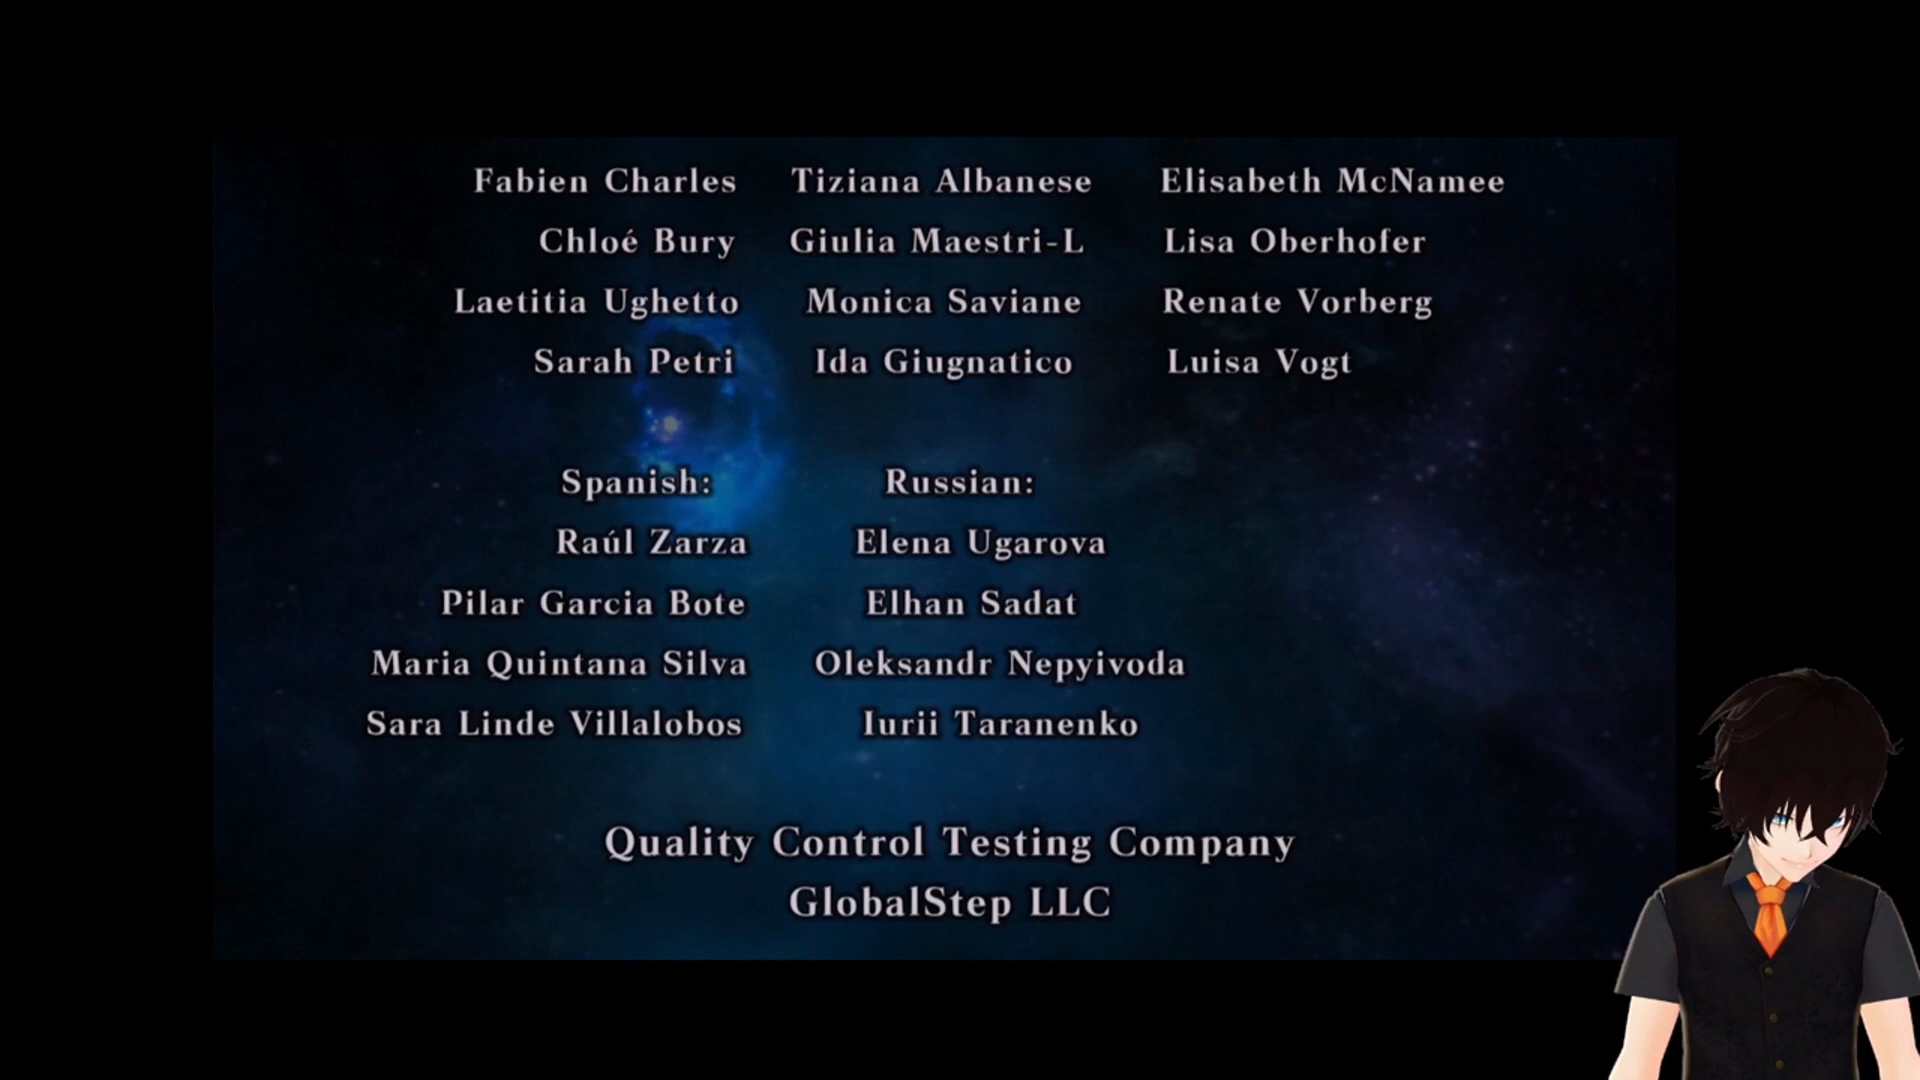 Fabien Charles Tiziana Albanese Elisabeth McNamee
Chloé Bury Giulia Maestri-L Lisa Oberhofer
Laetitia Ughetto Monica Saviane Renate Vorberg
Sarah Petri Ida Giugnatico Luisa Vogt
Spanish: Russian:
Raúl Zarza Elena Ugarova
Pilar Garcia Bote Elhan Sadat
Maria Quintana Silva Oleksandr Nepyivoda
Sara Linde Villalobos Iurii Taranenko
Quality Control Testing Company
GlobalStep LLC